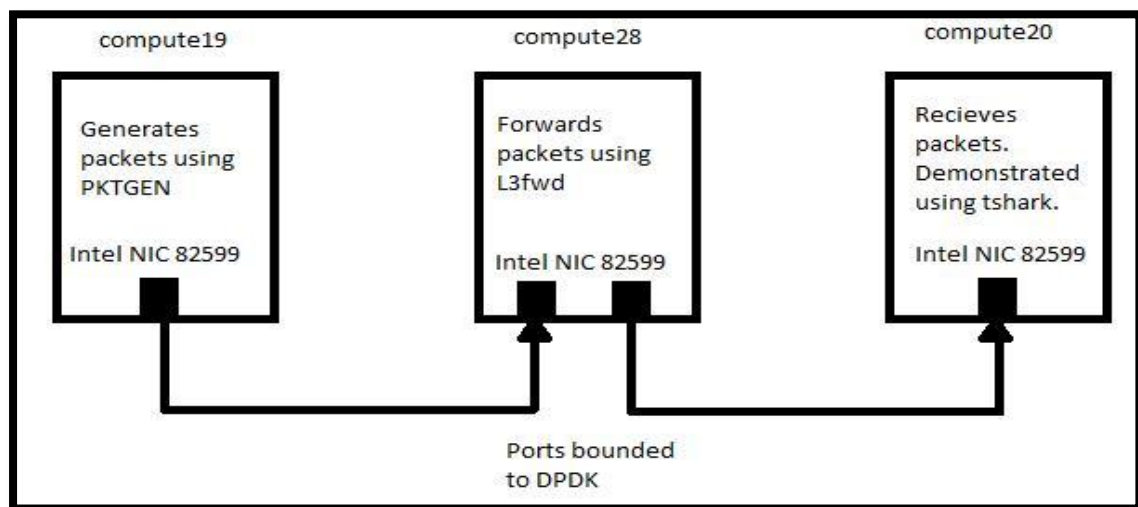 compute19
Generates
packets using
PKTGEN
Intel NIC 82599
compute28
Forwards
packets using
L3fwd
Intel NIC 82599
compute20
Recieves
packets.
Demonstrated
using tshark.
Intel NIC 82599
Ports bounded
to DPDK